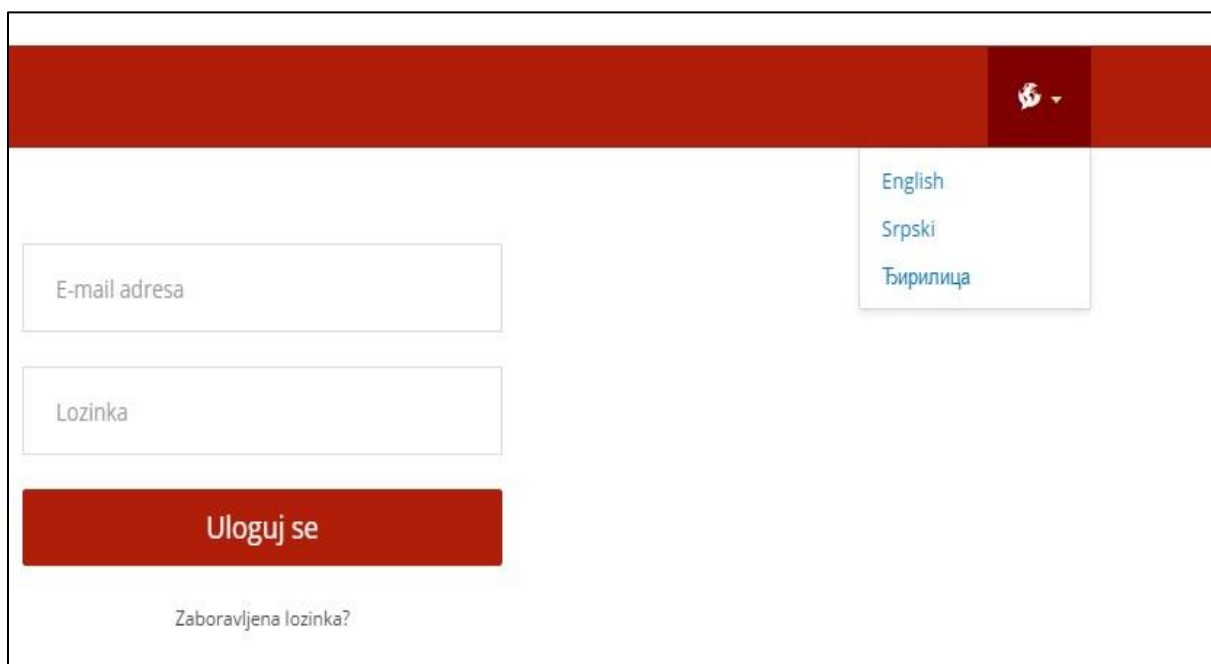 English
Srpski
Ћирилица
E-mail adresa
Lozinka
Uloguj se
Zaboravljena lozinka?